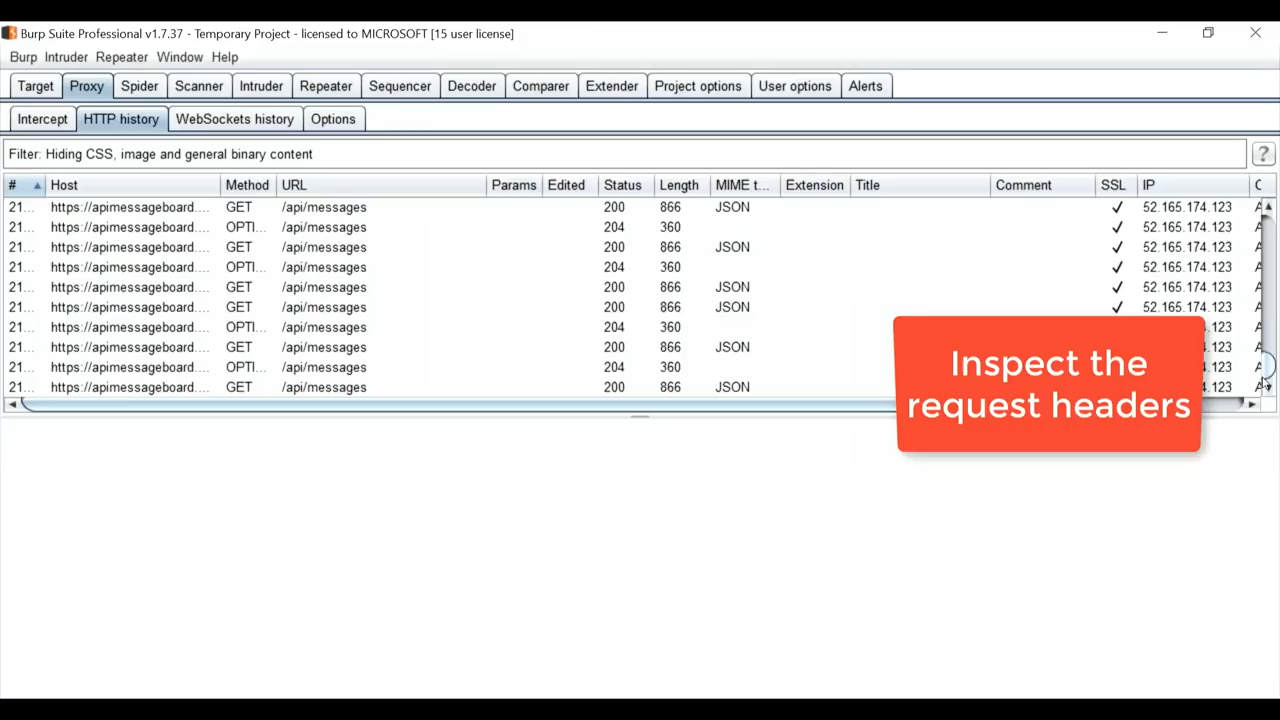 Burp Suite Professional v1.7.37 - Temporary Project - licensed to MICROSOFT [15 user license]
Burp Intruder Repeater Window Help
Target Proxy Spider Scanner Intruder Repeater Sequencer Decoder Comparer Extender Project options User options Alerts
Intercept HTTP history WebSockets history Options
Filter: Hiding CSS, image and general binary content ?
# Host Method URL Params Edited Status Length MIME t... Extension Title Comment SSL IP C
21... https://apimessageboard.... GET /api/messages 200 866 JSON ✓ 52.165.174.123 A
21... https://apimessageboard.... OPTI... /api/messages 204 360 ✓ 52.165.174.123 A
21... https://apimessageboard.... GET /api/messages 200 866 JSON ✓ 52.165.174.123 A
21... https://apimessageboard.... OPTI... /api/messages 204 360 ✓ 52.165.174.123 A
21... https://apimessageboard.... GET /api/messages 200 866 JSON ✓ 52.165.174.123 A
21... https://apimessageboard.... GET /api/messages 200 866 JSON ✓ 52.165.174.123 A
21... https://apimessageboard.... OPTI... /api/messages 204 360 .123 A
21... https://apimessageboard.... GET /api/messages 200 866 JSON 4.123 A
21... https://apimessageboard.... OPTI... /api/messages 204 360 4.123 A
21... https://apimessageboard.... GET /api/messages 200 866 JSON 4.123 A
Inspect the
request headers